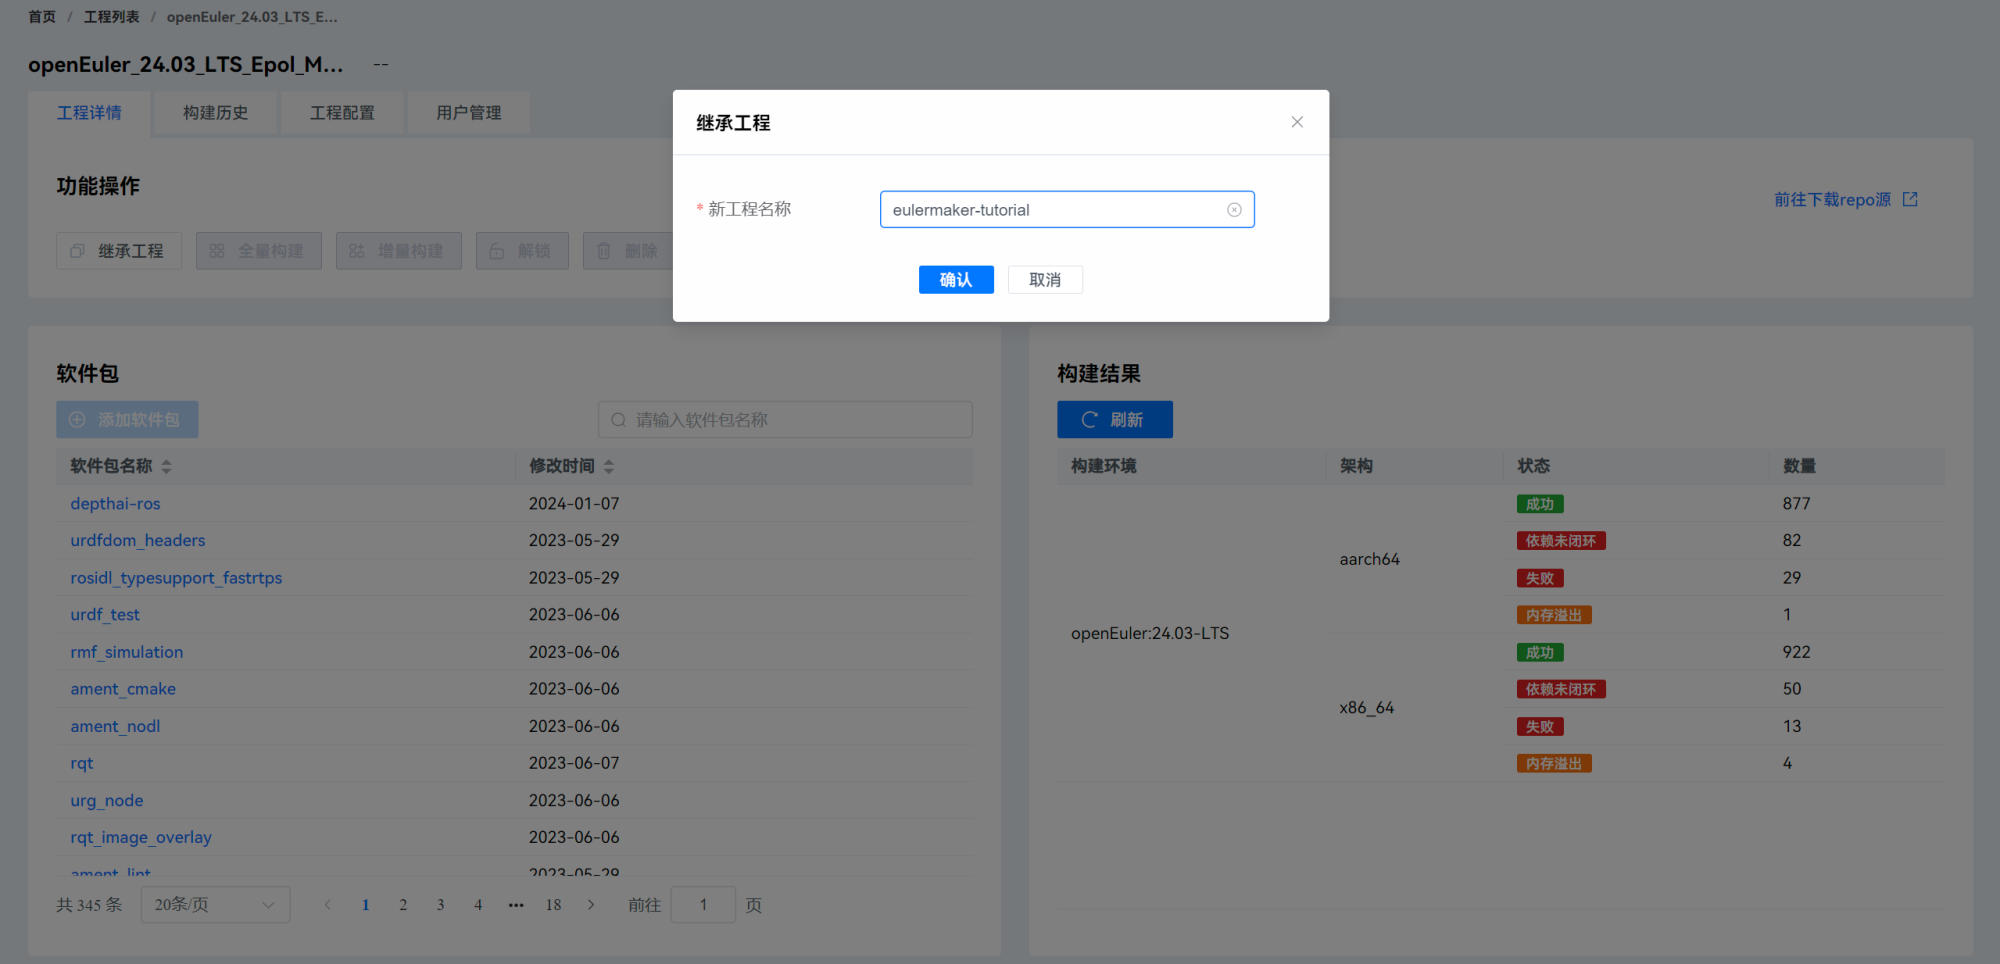 首页 / 工程列表 / openEuler_24.03_LTS_E...
openEuler_24.03_LTS_Epol_M... --
工程详情 构建历史 工程配置 用户管理
继承工程
* 新工程名称 eulermaker-tutorial
确认 取消
功能操作
前往下载repo源
继承工程 全量构建 增量构建 解锁 删除
软件包
添加软件包 请输入软件包名称
软件包名称 修改时间
depthai-ros 2024-01-07
urdfdom_headers 2023-05-29
rosidl_typesupport_fastrtps 2023-05-29
urdf_test 2023-06-06
rmf_simulation 2023-06-06
ament_cmake 2023-06-06
ament_nodl 2023-06-06
rqt 2023-06-07
urg_node 2023-06-06
rqt_image_overlay 2023-06-06
ament_lint 2023-05-29
共 345 条 20条/页 1 2 3 4 ••• 18 前往 1 页
构建结果
刷新
构建环境 架构 状态 数量
openEuler:24.03-LTS
aarch64
成功 877
依赖未闭环 82
失败 29
内存溢出 1
x86_64
成功 922
依赖未闭环 50
失败 13
内存溢出 4